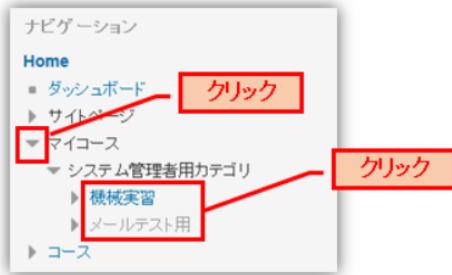 ナビゲーション
Home
ダッシュボード
クリック
サイトページ
マイコース
システム管理者用カテゴリ
クリック
機械実習
メールテスト用
コース